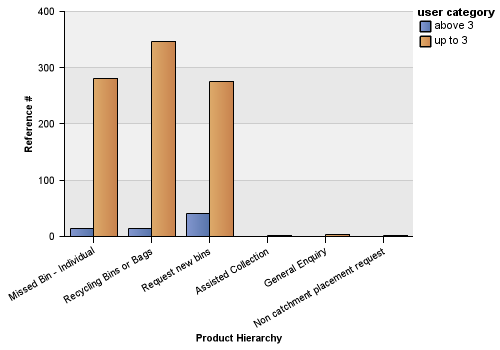 user category
above 3
up to 3
400
300
200
100
0
Reference #
Missed Bin - Individual
Recycling Bins or Bags
Request new bins
Assisted Collection
General Enquiry
Non catchment placement request
Product Hierarchy